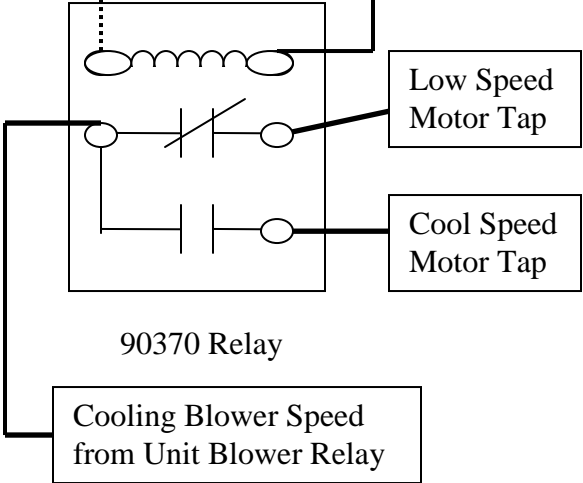 Low Speed
Motor Tap
Cool Speed
Motor Tap
90370 Relay
Cooling Blower Speed
from Unit Blower Relay